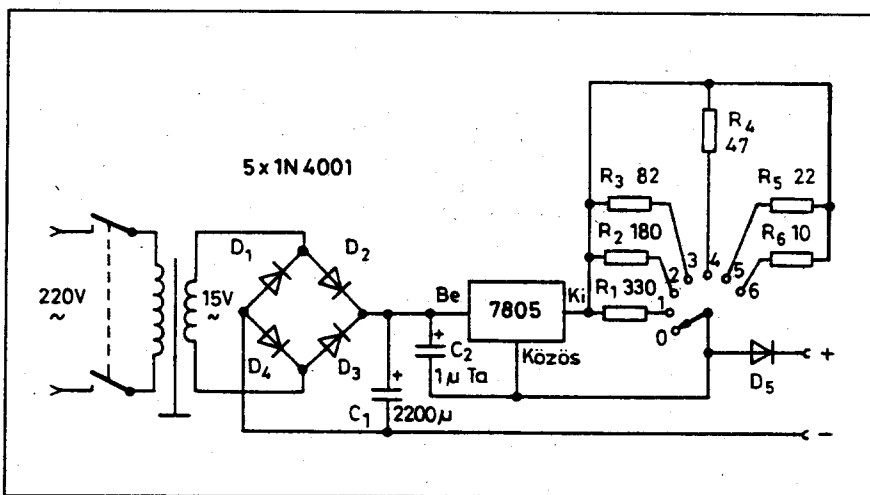 5 x 1N 4001
220V
~
15V
~
D1
D2
D3
D4
Be
7805
Ki
Közös
+
C2
1µ Ta
+
C1
2200µ
R1 330
R2 180
R3 82
R4
47
R5 22
R6 10
0
1
2
3
4
5
6
D5
+
−